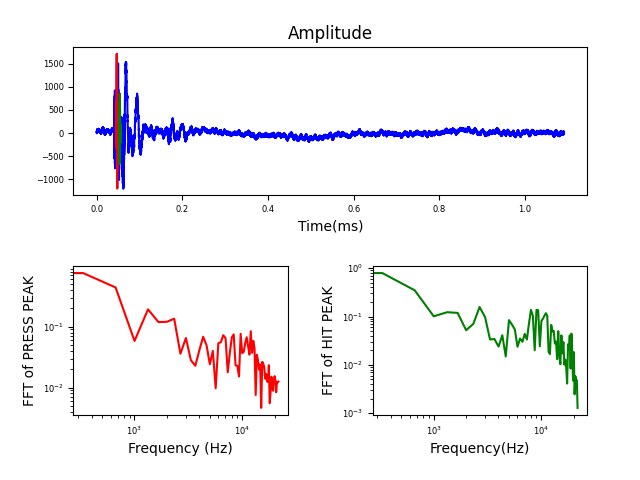 Amplitude
1500
1000
500
0
−500
−1000
0.0 0.2 0.4 0.6 0.8 1.0
Time(ms)
FFT of PRESS PEAK
10⁻¹
10⁻²
10³ 10⁴
Frequency (Hz)
FFT of HIT PEAK
10⁰
10⁻¹
10⁻²
10⁻³
10³ 10⁴
Frequency(Hz)